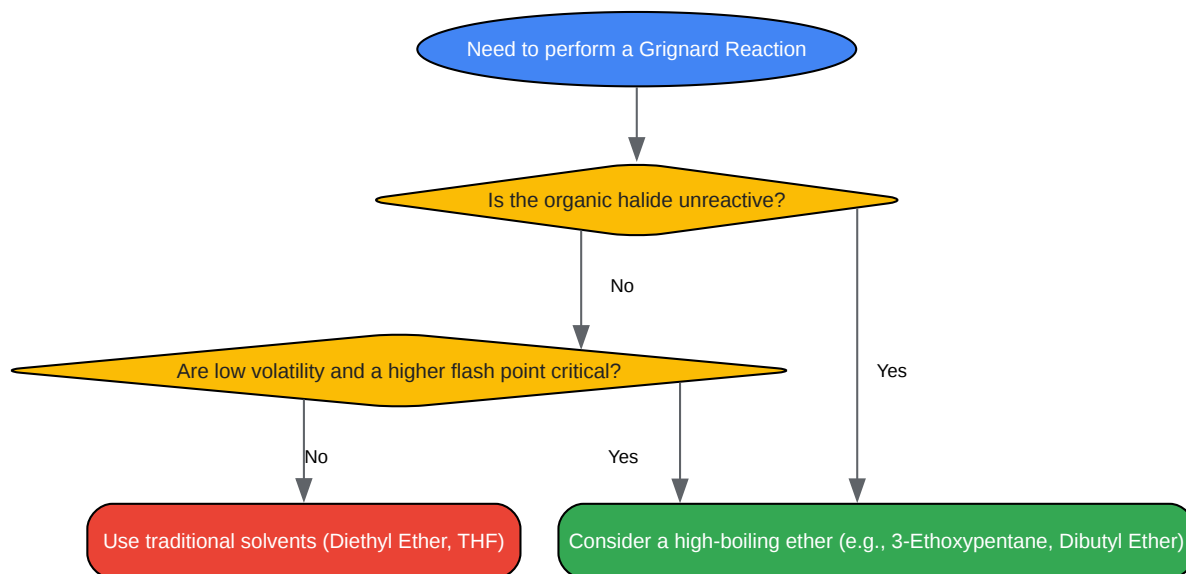 Need to perform a Grignard Reaction
Is the organic halide unreactive?
No
Are low volatility and a higher flash point critical?
Yes
No
Yes
Use traditional solvents (Diethyl Ether, THF)
Consider a high-boiling ether (e.g., 3-Ethoxypentane, Dibutyl Ether)